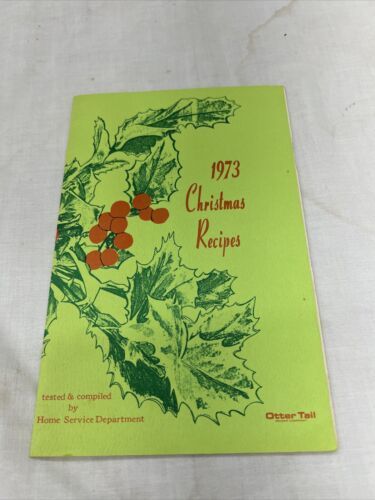 1973
Christmas
Recipes
tested & compiled
by
Home Service Department
Otter Tail